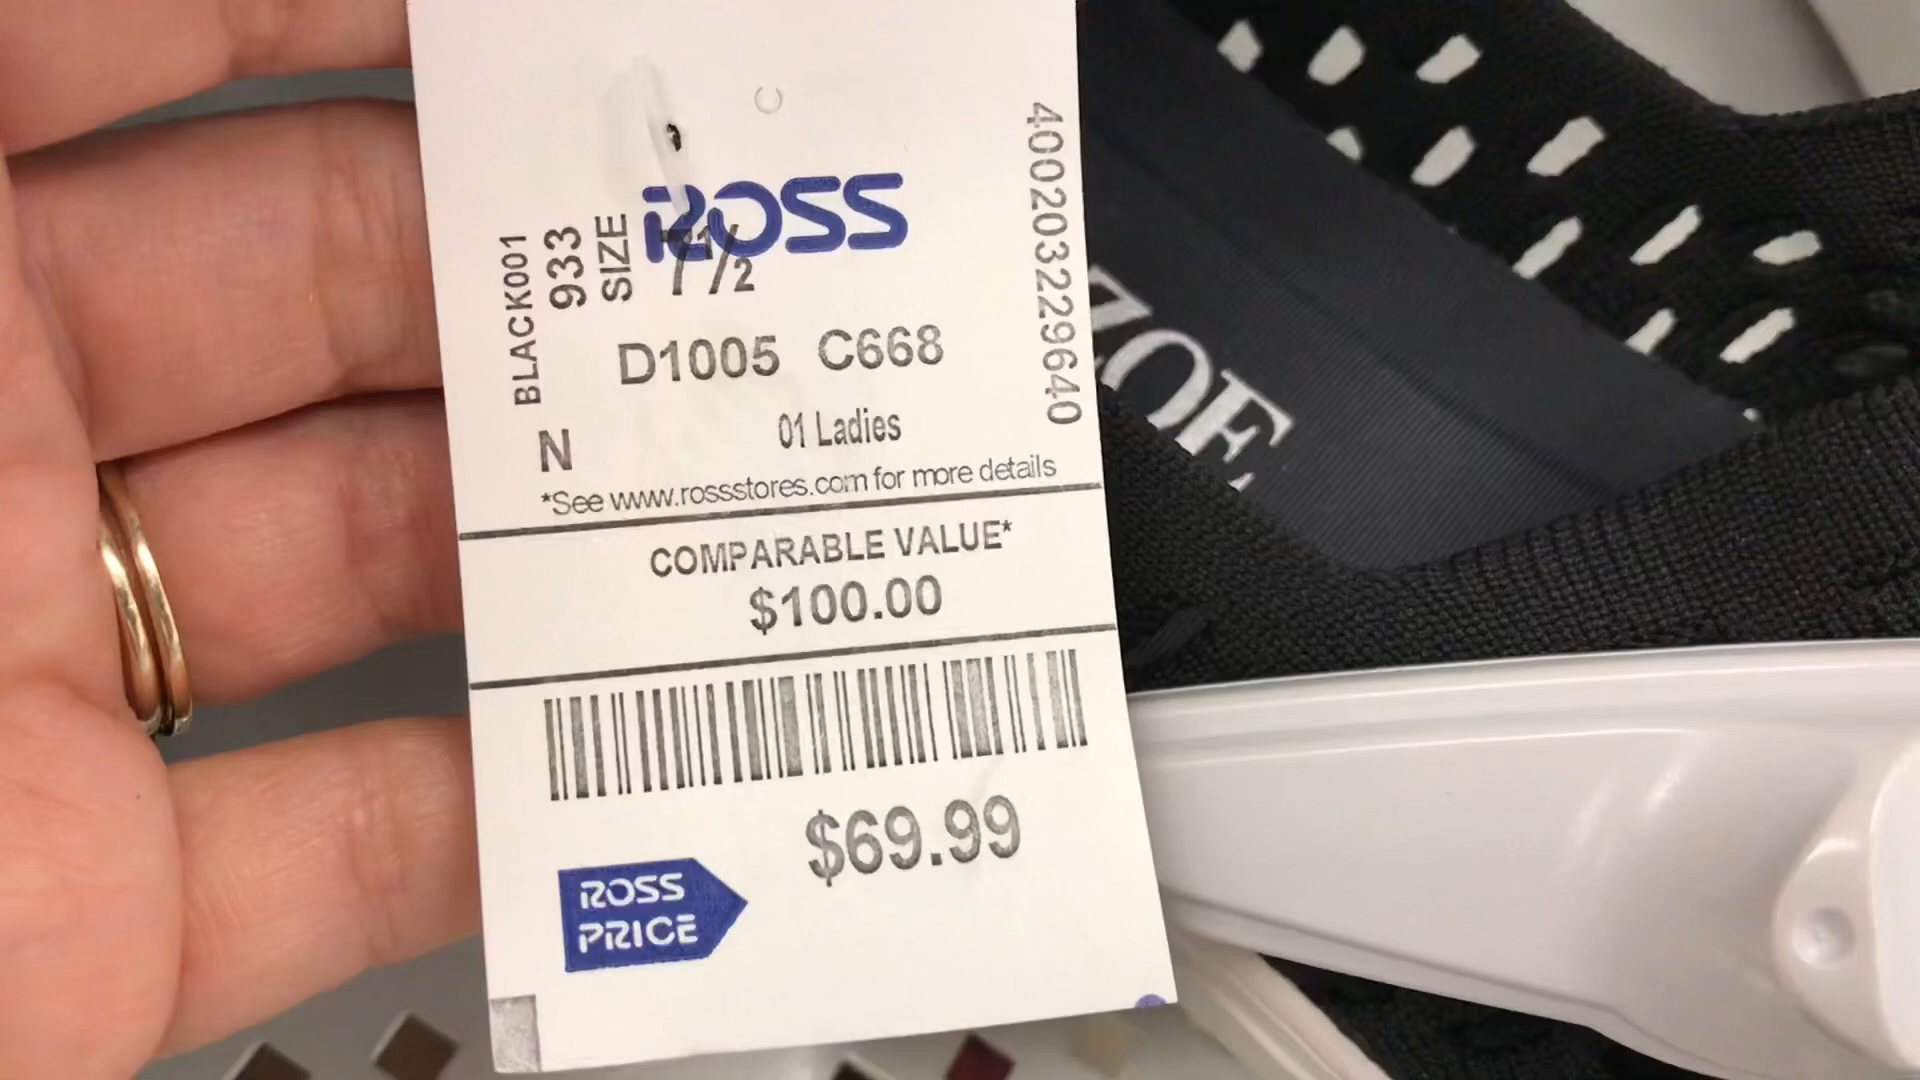 ROSS
BLACK001
933
SIZE
7 1/2
400203229640
D1005 C668
N
01 Ladies
*See www.rossstores.com for more details
COMPARABLE VALUE*
$100.00
$69.99
ROSS
PRICE
ZOE